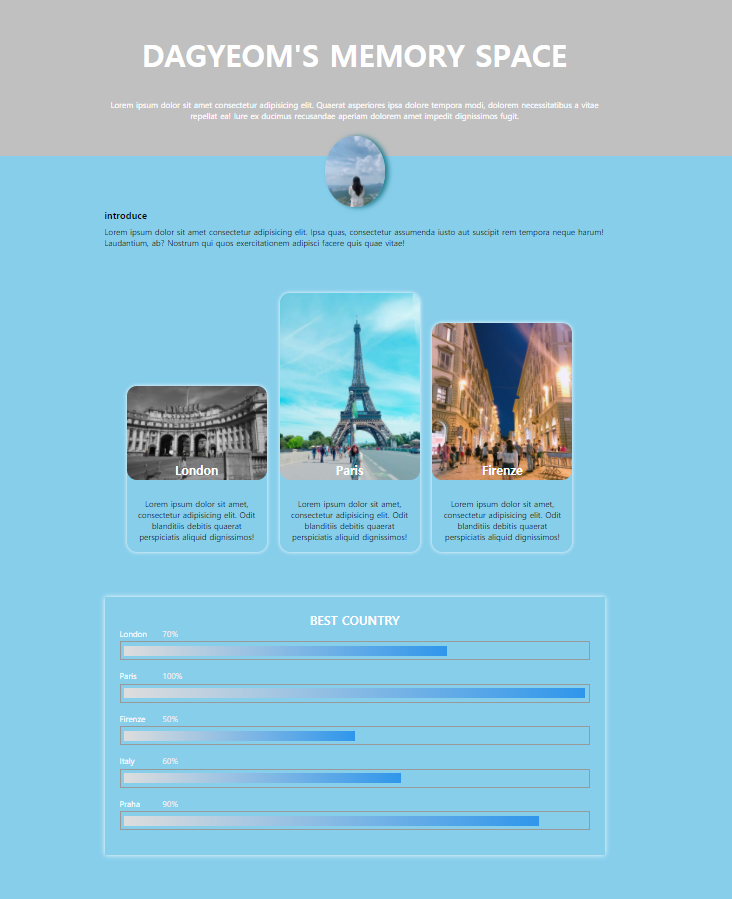 DAGYEOM'S MEMORY SPACE
Lorem ipsum dolor sit amet consectetur adipisicing elit. Quaerat asperiores ipsa dolore tempora modi, dolorem necessitatibus a vitae
repellat ea! Iure ex ducimus recusandae aperiam dolorem amet impedit dignissimos fugit.
introduce
Lorem ipsum dolor sit amet consectetur adipisicing elit. Ipsa quas, consectetur assumenda iusto aut suscipit rem tempora neque harum!
Laudantium, ab? Nostrum qui quos exercitationem adipisci facere quis quae vitae!
London
Lorem ipsum dolor sit amet,
consectetur adipisicing elit. Odit
blanditiis debitis quaerat
perspiciatis aliquid dignissimos!
Paris
Lorem ipsum dolor sit amet,
consectetur adipisicing elit. Odit
blanditiis debitis quaerat
perspiciatis aliquid dignissimos!
Firenze
Lorem ipsum dolor sit amet,
consectetur adipisicing elit. Odit
blanditiis debitis quaerat
perspiciatis aliquid dignissimos!
BEST COUNTRY
London 70%
Paris 100%
Firenze 50%
Italy 60%
Praha 90%